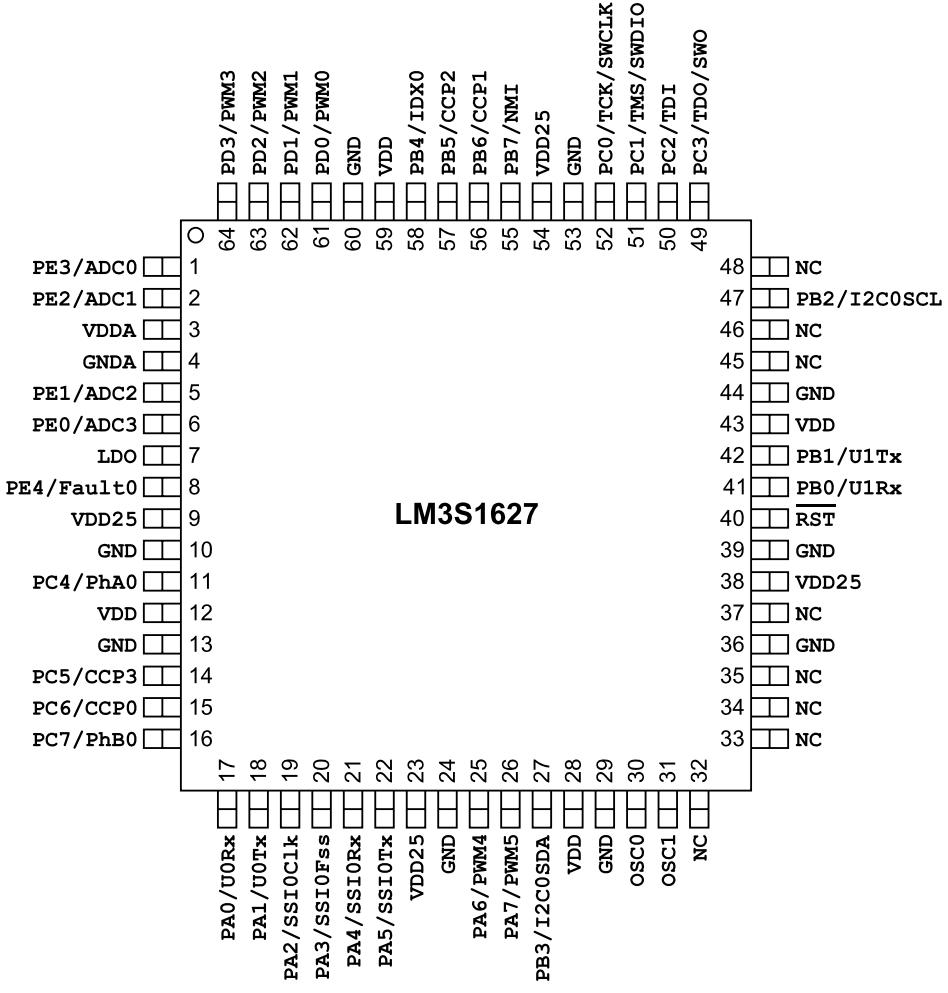 PD3/PWM3
PD2/PWM2
PD1/PWM1
PD0/PWM0
GND
VDD
PB4/IDX0
PB5/CCP2
PB6/CCP1
PB7/NMI
VDD25
GND
PC0/TCK/SWCLK
PC1/TMS/SWDIO
PC2/TDI
PC3/TDO/SWO
64
63
62
61
60
59
58
57
56
55
54
53
52
51
50
49
PE3/ADC0 1
PE2/ADC1 2
VDDA 3
GNDA 4
PE1/ADC2 5
PE0/ADC3 6
LDO 7
PE4/Fault0 8
VDD25 9
GND 10
PC4/PhA0 11
VDD 12
GND 13
PC5/CCP3 14
PC6/CCP0 15
PC7/PhB0 16
LM3S1627
48 NC
47 PB2/I2C0SCL
46 NC
45 NC
44 GND
43 VDD
42 PB1/U1Tx
41 PB0/U1Rx
40 RST
39 GND
38 VDD25
37 NC
36 GND
35 NC
34 NC
33 NC
17
18
19
20
21
22
23
24
25
26
27
28
29
30
31
32
PA0/U0Rx
PA1/U0Tx
PA2/SSI0Clk
PA3/SSI0Fss
PA4/SSI0Rx
PA5/SSI0Tx
VDD25
GND
PA6/PWM4
PA7/PWM5
PB3/I2C0SDA
VDD
GND
OSC0
OSC1
NC